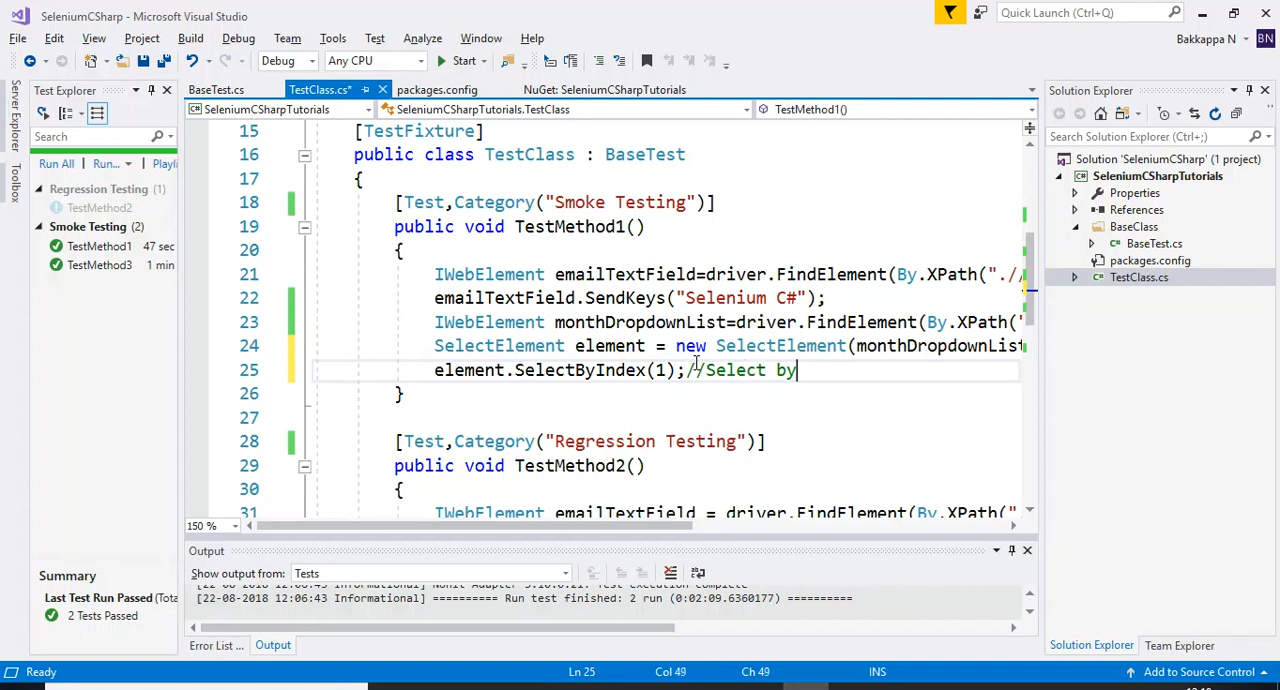 SeleniumCSharp - Microsoft Visual Studio
Quick Launch (Ctrl+Q)
File Edit View Project Build Debug Team Tools Test Analyze Window Help
Bakkappa N BN
Debug Any CPU Start
Server Explorer
Toolbox
Test Explorer
Search
Run All Run... Playli
Regression Testing (1)
TestMethod2
Smoke Testing (2)
TestMethod1 47 sec
TestMethod3 1 min
Summary
Last Test Run Passed (Tota
2 Tests Passed
BaseTest.cs TestClass.cs* packages.config NuGet: SeleniumCSharpTutorials
SeleniumCSharpTutorials SeleniumCSharpTutorials.TestClass TestMethod1()
15 [TestFixture]
16 public class TestClass : BaseTest
17 {
18 [Test,Category("Smoke Testing")]
19 public void TestMethod1()
20 {
21 IWebElement emailTextField=driver.FindElement(By.XPath(".//
22 emailTextField.SendKeys("Selenium C#");
23 IWebElement monthDropdownList=driver.FindElement(By.XPath("
24 SelectElement element = new SelectElement(monthDropdownList
25 element.SelectByIndex(1);//Select by
26 }
27
28 [Test,Category("Regression Testing")]
29 public void TestMethod2()
30 {
31 IWebElement emailTextField = driver.FindElement(By.XPath(".
150 %
Output
Show output from: Tests
[22-08-2018 12:06:43 Informational] ========== Run test finished: 2 run (0:02:09.6360177) ==========
Error List ... Output
Solution Explorer
Search Solution Explorer (Ctrl+;)
Solution 'SeleniumCSharp' (1 project)
SeleniumCSharpTutorials
Properties
References
BaseClass
BaseTest.cs
packages.config
TestClass.cs
Solution Explorer Team Explorer
Ready Ln 25 Col 49 Ch 49 INS Add to Source Control